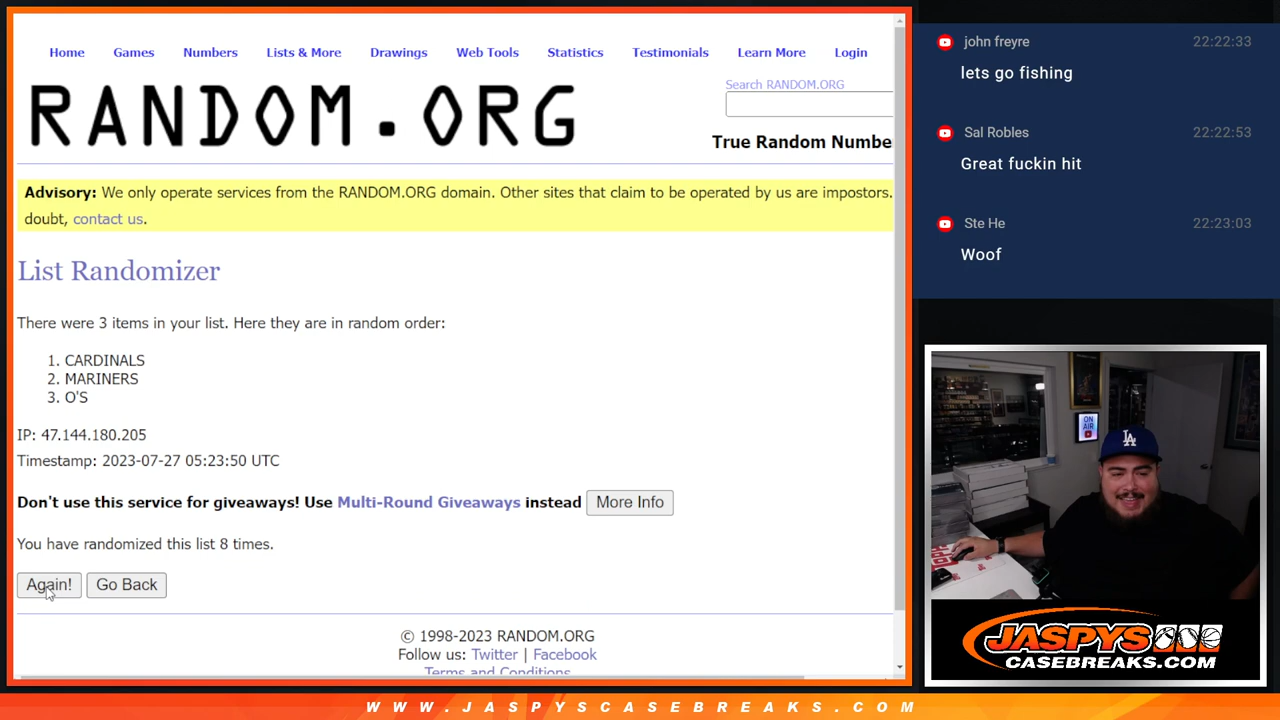 Home Games Numbers Lists & More Drawings Web Tools Statistics Testimonials Learn More Login
RANDOM.ORG
Search RANDOM.ORG
True Random Numbe
Advisory: We only operate services from the RANDOM.ORG domain. Other sites that claim to be operated by us are impostors.
doubt, contact us.
List Randomizer
There were 3 items in your list. Here they are in random order:
1. CARDINALS
2. MARINERS
3. O'S
IP: 47.144.180.205
Timestamp: 2023-07-27 05:23:50 UTC
Don't use this service for giveaways! Use Multi-Round Giveaways instead More Info
You have randomized this list 8 times.
Again! Go Back
© 1998-2023 RANDOM.ORG
Follow us: Twitter | Facebook
Terms and Conditions
john freyre 22:22:33
lets go fishing
Sal Robles 22:22:53
Great fuckin hit
Ste He 22:23:03
Woof
ON
AIR
LA
JASPYS
CASEBREAKS.COM
WWW.JASPYSCASEBREAKS.COM